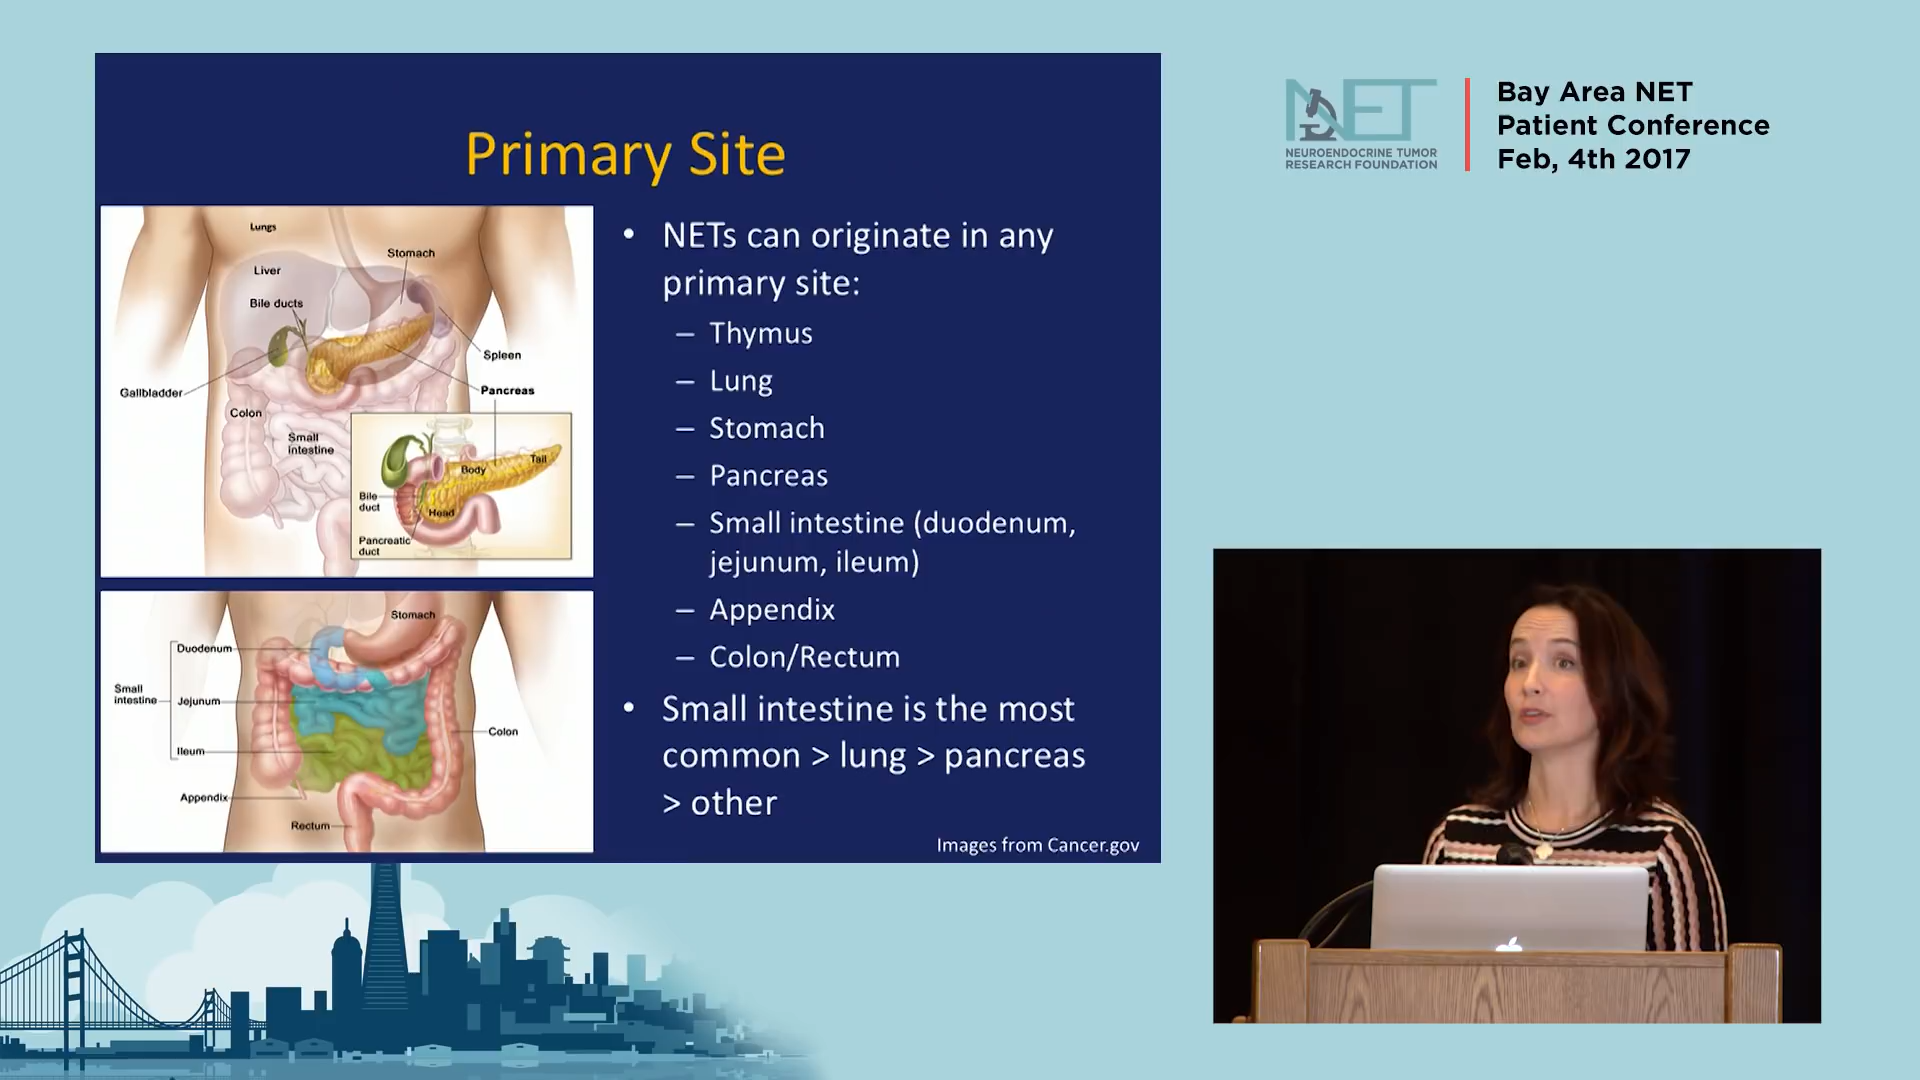 Primary Site
Lungs
Stomach
Liver
Bile ducts
Spleen
Gallbladder
Pancreas
Colon
Small
intestine
Body
Tail
Bile
duct
Head
Pancreatic
duct
Stomach
Duodenum
Small
intestine
Jejunum
Colon
Ileum
Appendix
Rectum
• NETs can originate in any
primary site:
– Thymus
– Lung
– Stomach
– Pancreas
– Small intestine (duodenum,
jejunum, ileum)
– Appendix
– Colon/Rectum
• Small intestine is the most
common > lung > pancreas
> other
Images from Cancer.gov
NET
NEUROENDOCRINE TUMOR
RESEARCH FOUNDATION
Bay Area NET
Patient Conference
Feb, 4th 2017